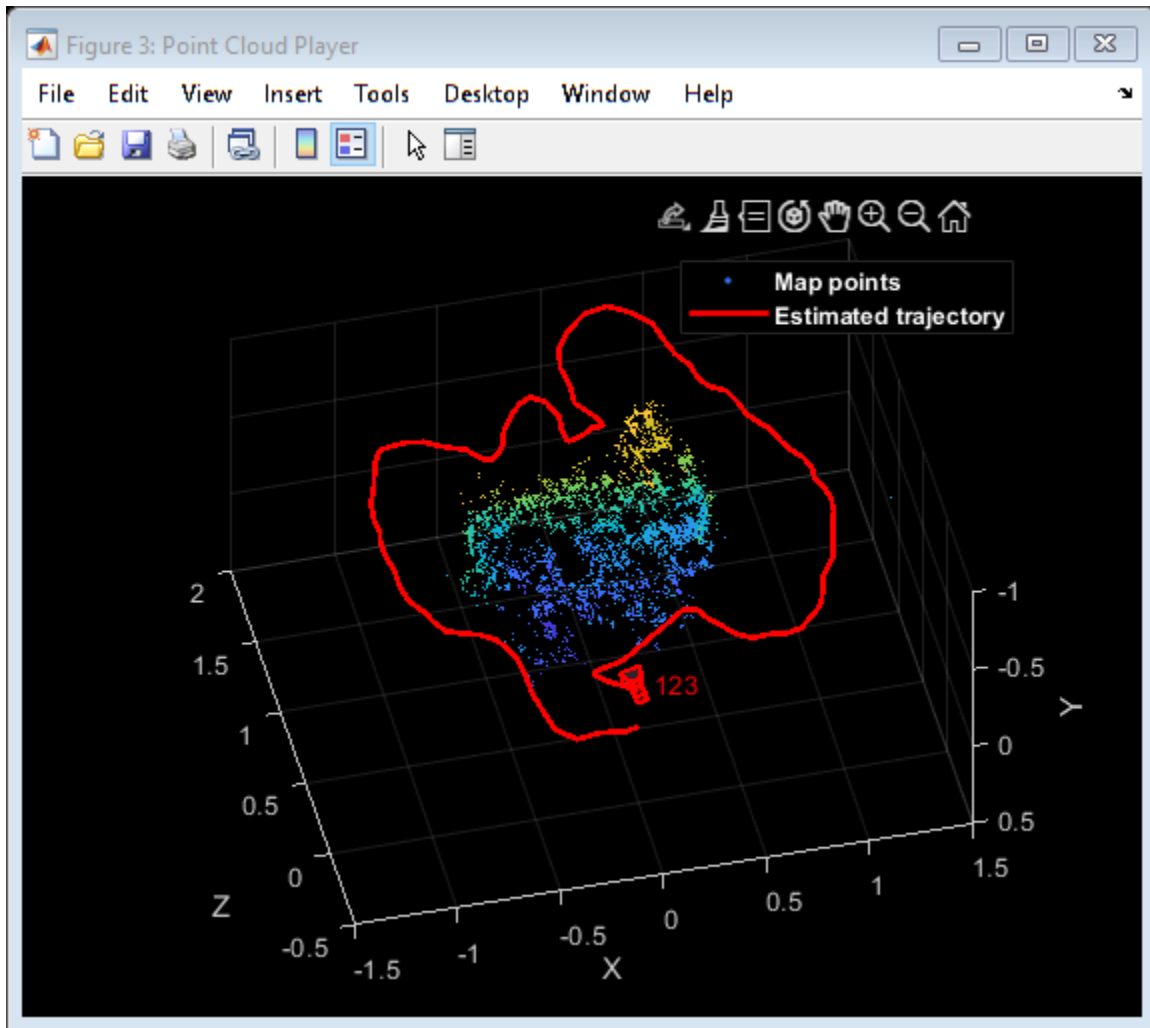 Figure 3: Point Cloud Player
File Edit View Insert Tools Desktop Window Help
Map points
Estimated trajectory
123
2
1.5
1
0.5
0
-0.5
Z
-1.5
-1
-0.5
0
0.5
1
1.5
X
-1
-0.5
0
0.5
Y